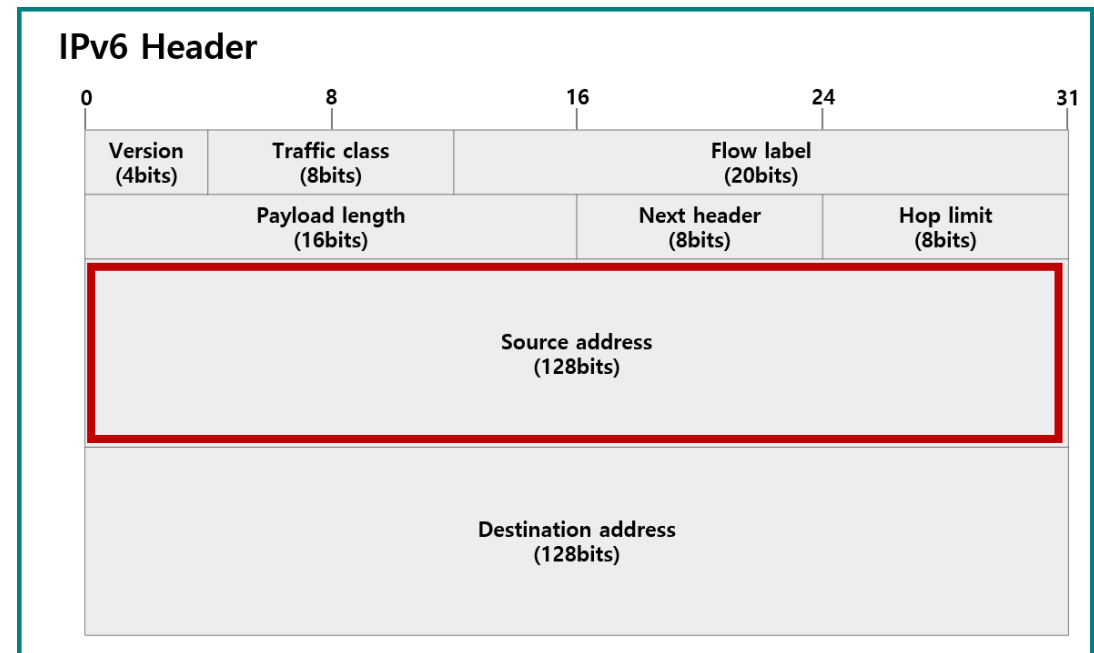 IPv6 Header
0 8 16 24 31
Version Traffic class Flow label
(4bits) (8bits) (20bits)
Payload length Next header Hop limit
(16bits) (8bits) (8bits)
Source address
(128bits)
Destination address
(128bits)